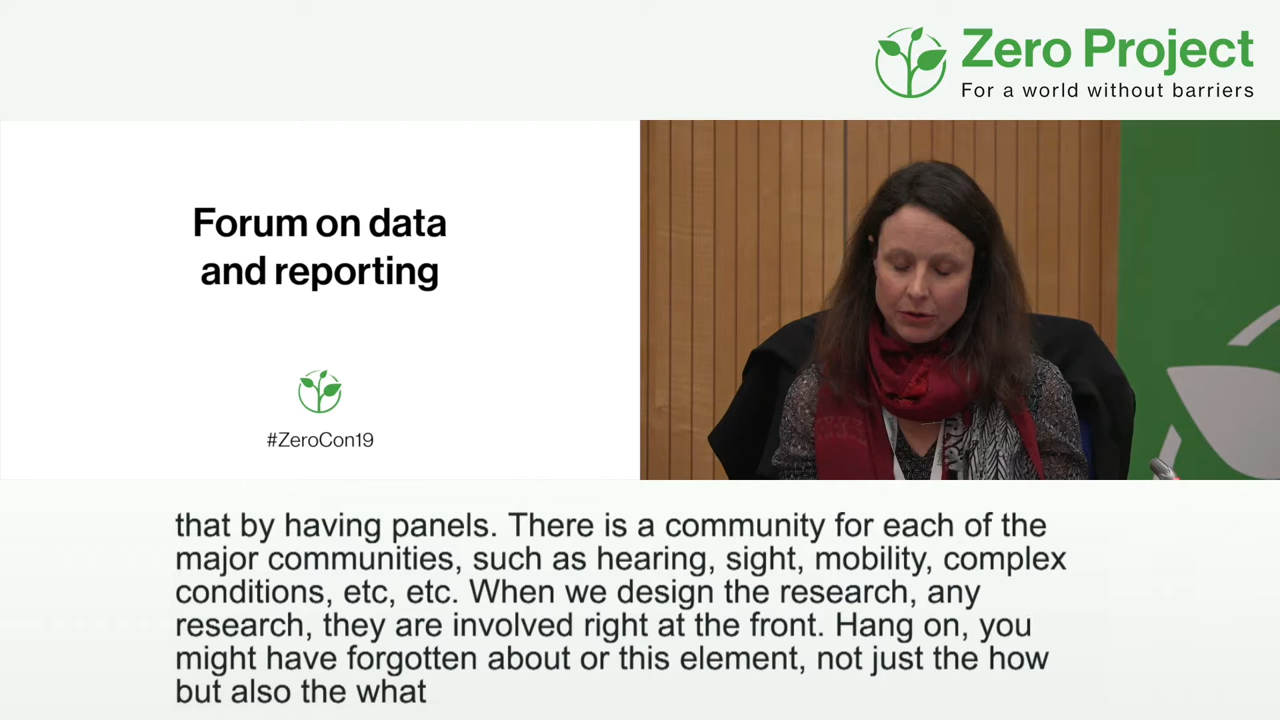 Zero Project
For a world without barriers
Forum on data
and reporting
#ZeroCon19
that by having panels. There is a community for each of the
major communities, such as hearing, sight, mobility, complex
conditions, etc, etc. When we design the research, any
research, they are involved right at the front. Hang on, you
might have forgotten about or this element, not just the how
but also the what